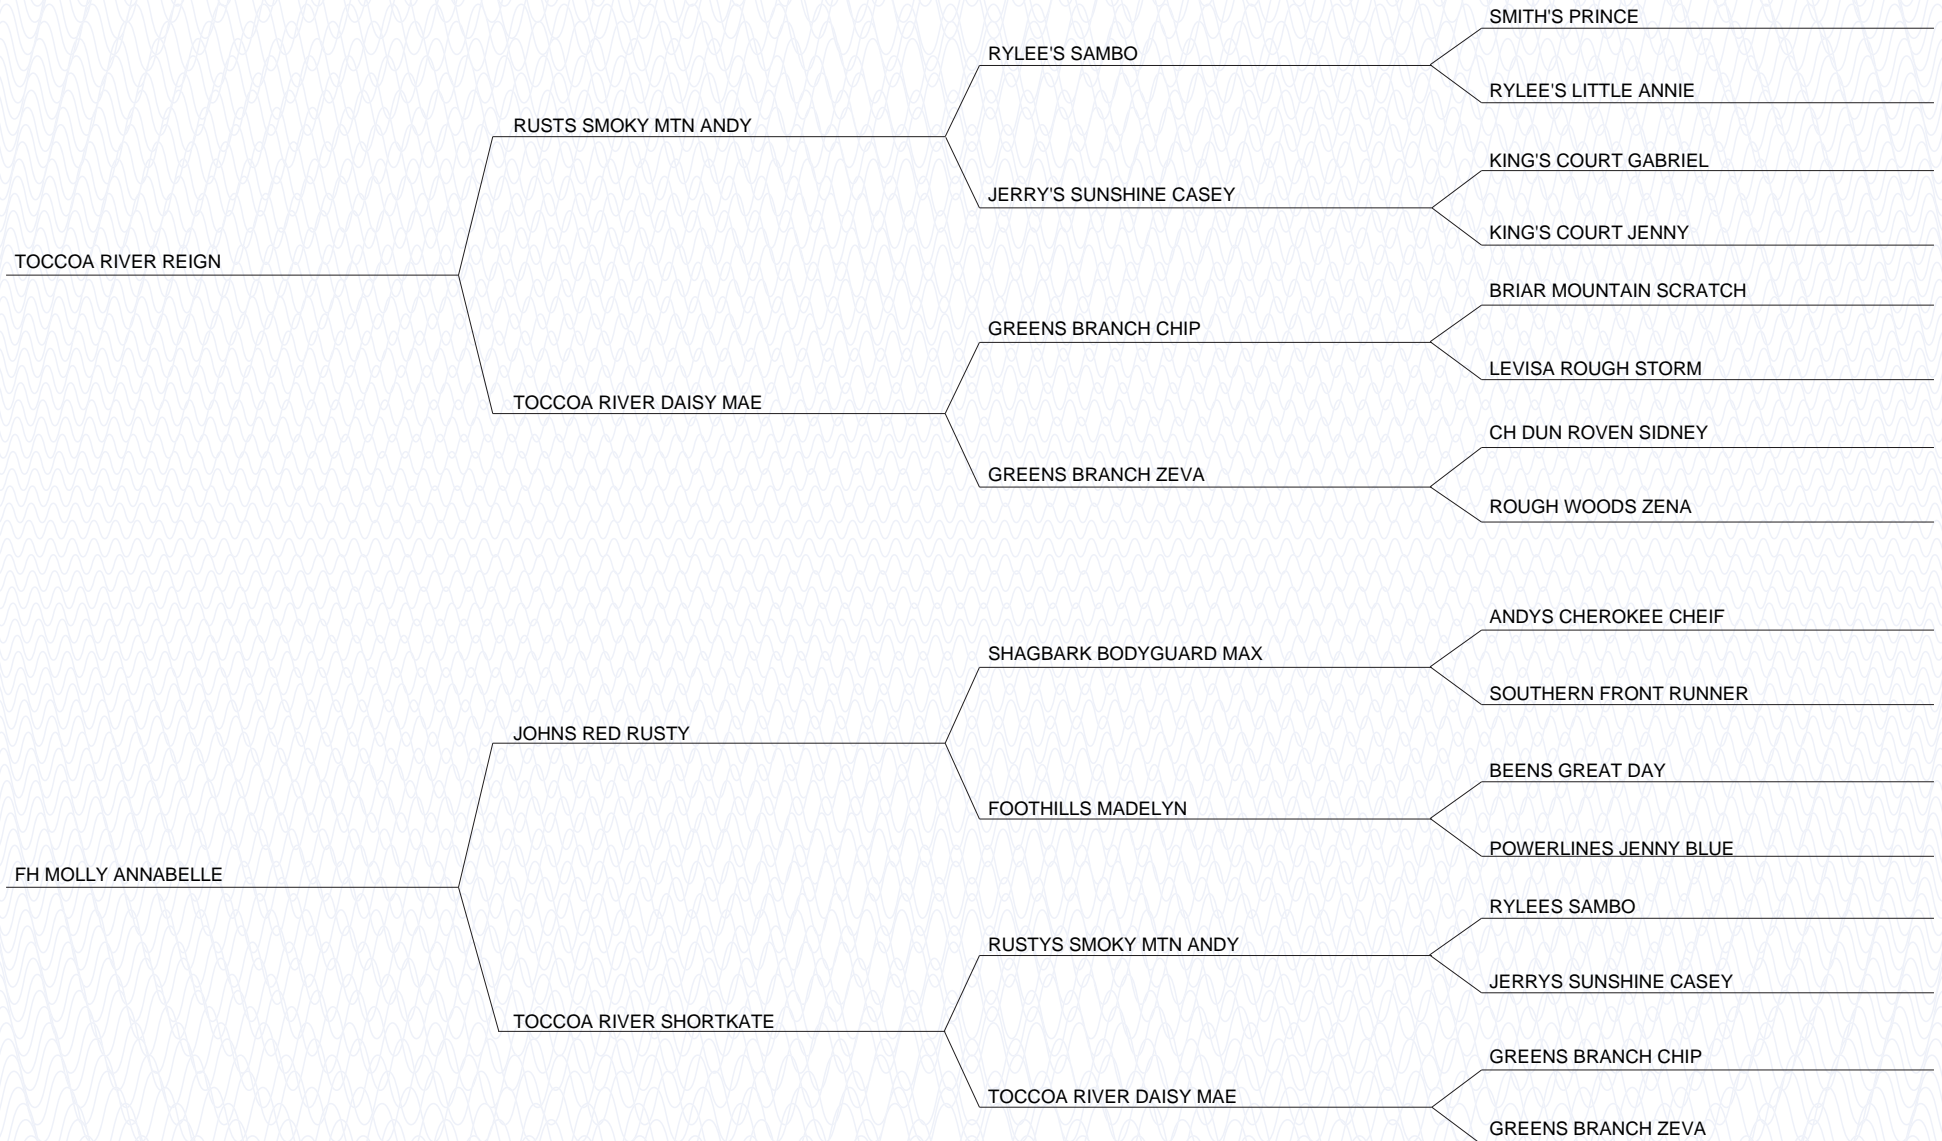 SMITH'S PRINCE
RYLEE'S SAMBO
RYLEE'S LITTLE ANNIE
RUSTS SMOKY MTN ANDY
KING'S COURT GABRIEL
JERRY'S SUNSHINE CASEY
KING'S COURT JENNY
TOCCOA RIVER REIGN
BRIAR MOUNTAIN SCRATCH
GREENS BRANCH CHIP
LEVISA ROUGH STORM
TOCCOA RIVER DAISY MAE
CH DUN ROVEN SIDNEY
GREENS BRANCH ZEVA
ROUGH WOODS ZENA
ANDYS CHEROKEE CHEIF
SHAGBARK BODYGUARD MAX
SOUTHERN FRONT RUNNER
JOHNS RED RUSTY
BEENS GREAT DAY
FOOTHILLS MADELYN
POWERLINES JENNY BLUE
FH MOLLY ANNABELLE
RYLEES SAMBO
RUSTYS SMOKY MTN ANDY
JERRYS SUNSHINE CASEY
TOCCOA RIVER SHORTKATE
GREENS BRANCH CHIP
TOCCOA RIVER DAISY MAE
GREENS BRANCH ZEVA